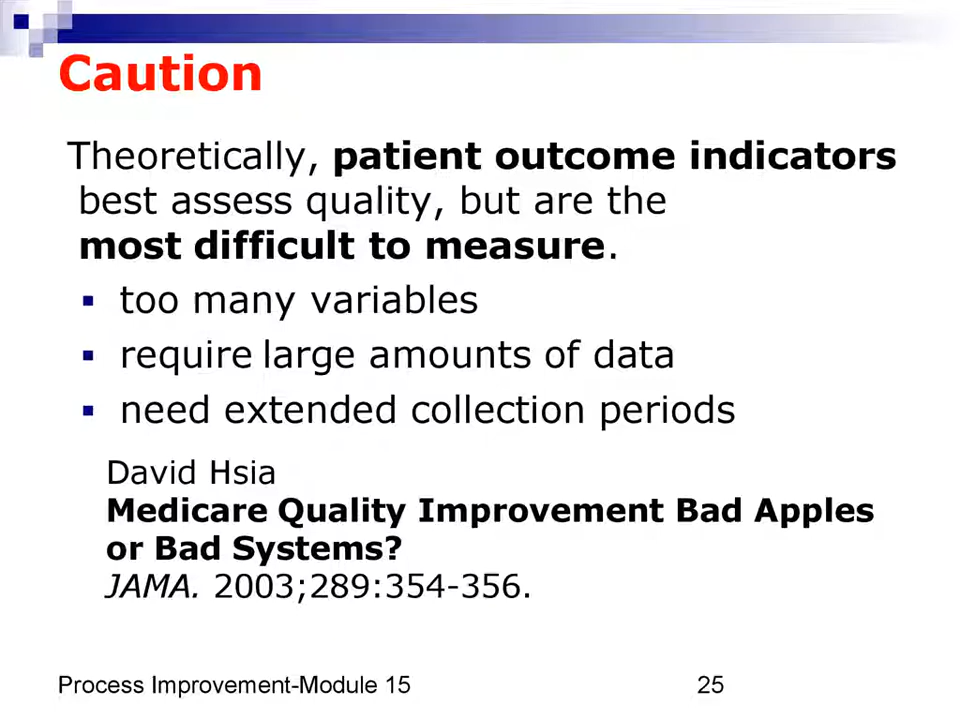 Caution
Theoretically, patient outcome indicators
best assess quality, but are the
most difficult to measure.
▪ too many variables
▪ require large amounts of data
▪ need extended collection periods
David Hsia
Medicare Quality Improvement Bad Apples
or Bad Systems?
JAMA. 2003;289:354-356.
Process Improvement-Module 15 25